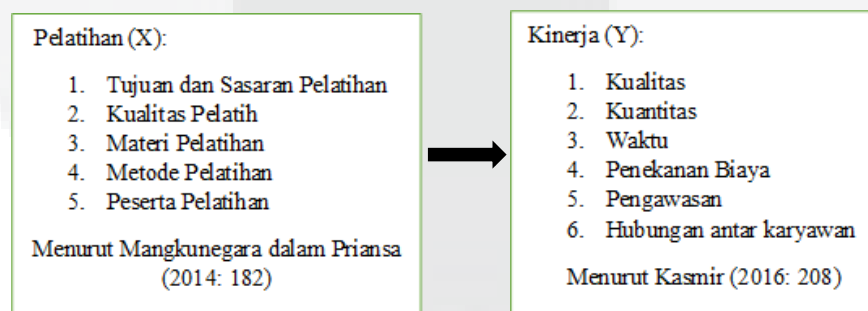 Pelatihan (X):
1. Tujuan dan Sasaran Pelatihan
2. Kualitas Pelatih
3. Materi Pelatihan
4. Metode Pelatihan
5. Peserta Pelatihan
Menurut Mangkunegara dalam Priansa
(2014: 182)
Kinerja (Y):
1. Kualitas
2. Kuantitas
3. Waktu
4. Penekanan Biaya
5. Pengawasan
6. Hubungan antar karyawan
Menurut Kasmir (2016: 208)